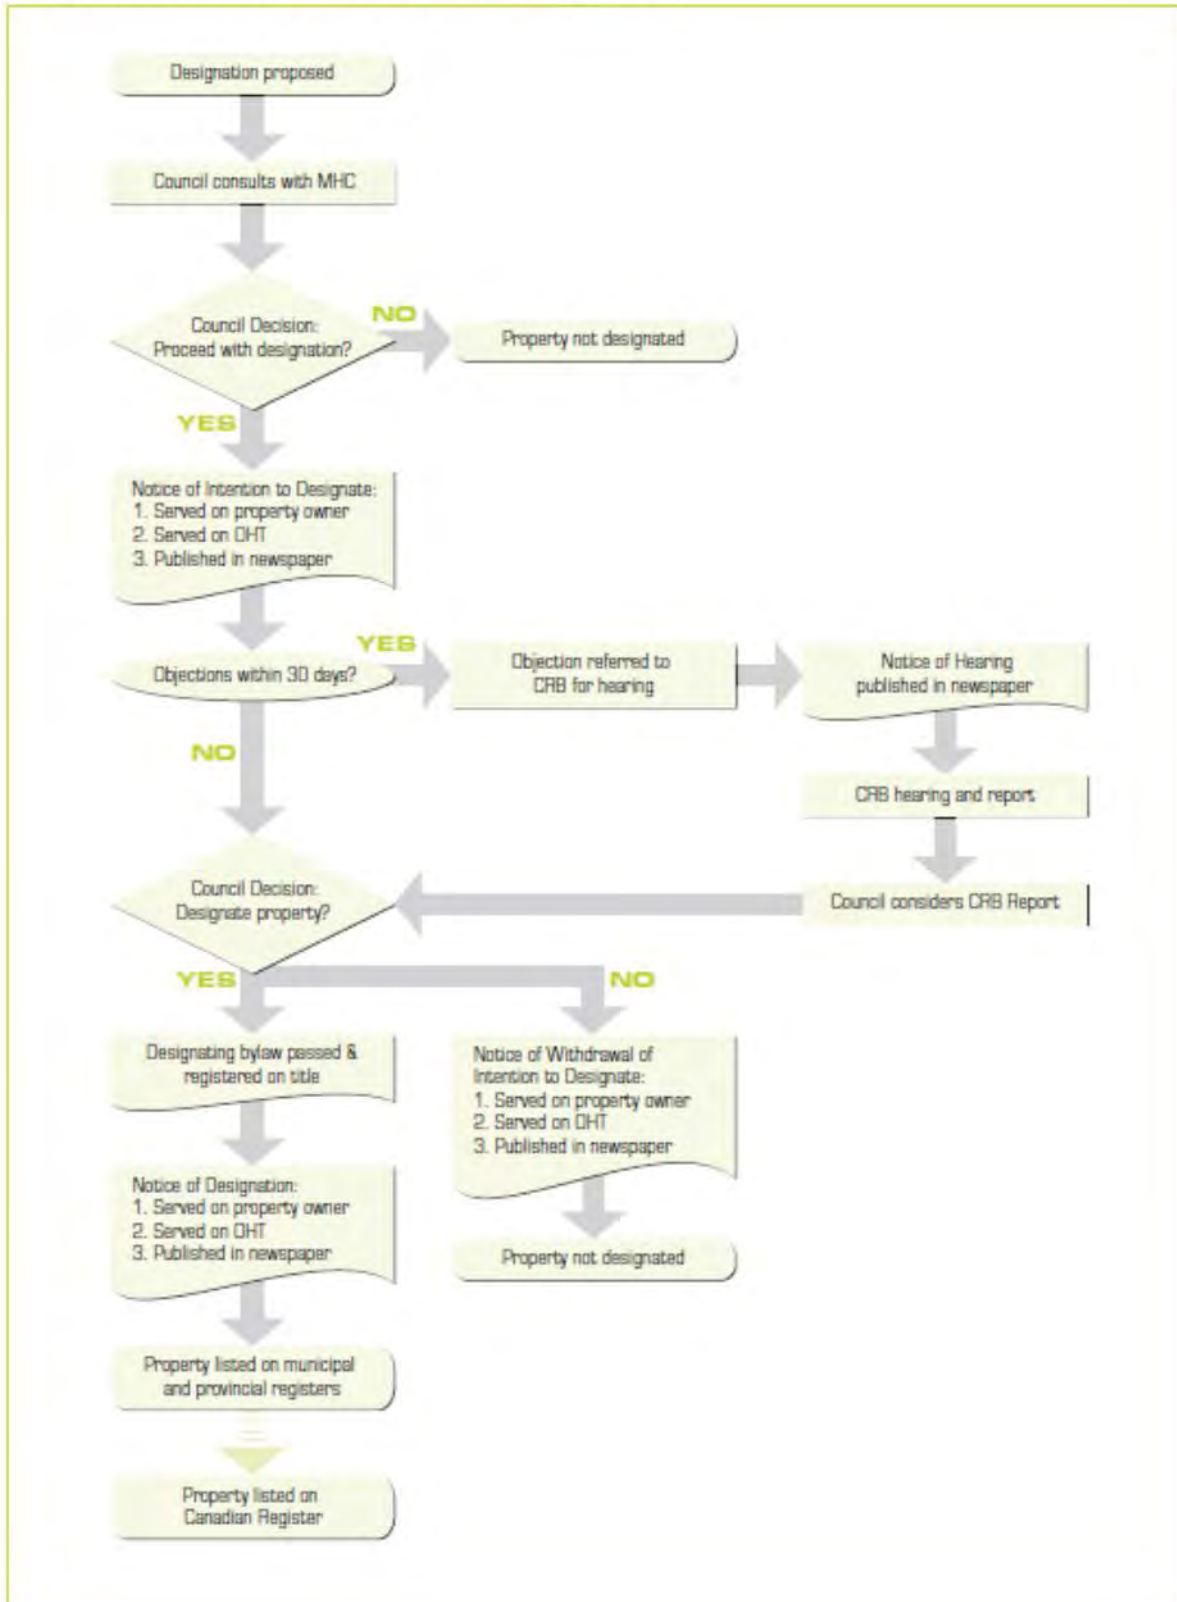 Designation proposed
Council consults with MHC
Council Decision:
Proceed with designation?
NO
Property not designated
YES
Notice of Intention to Designate:
1. Served on property owner
2. Served on OHT
3. Published in newspaper
Objections within 30 days?
YES
Objection referred to
CRB for hearing
Notice of Hearing
published in newspaper
NO
CRB hearing and report
Council considers CRB Report
Council Decision:
Designate property?
YES
NO
Designating bylaw passed &
registered on title
Notice of Withdrawal of
Intention to Designate:
1. Served on property owner
2. Served on OHT
3. Published in newspaper
Notice of Designation:
1. Served on property owner
2. Served on OHT
3. Published in newspaper
Property not designated
Property listed on municipal
and provincial registers
Property listed on
Canadian Register